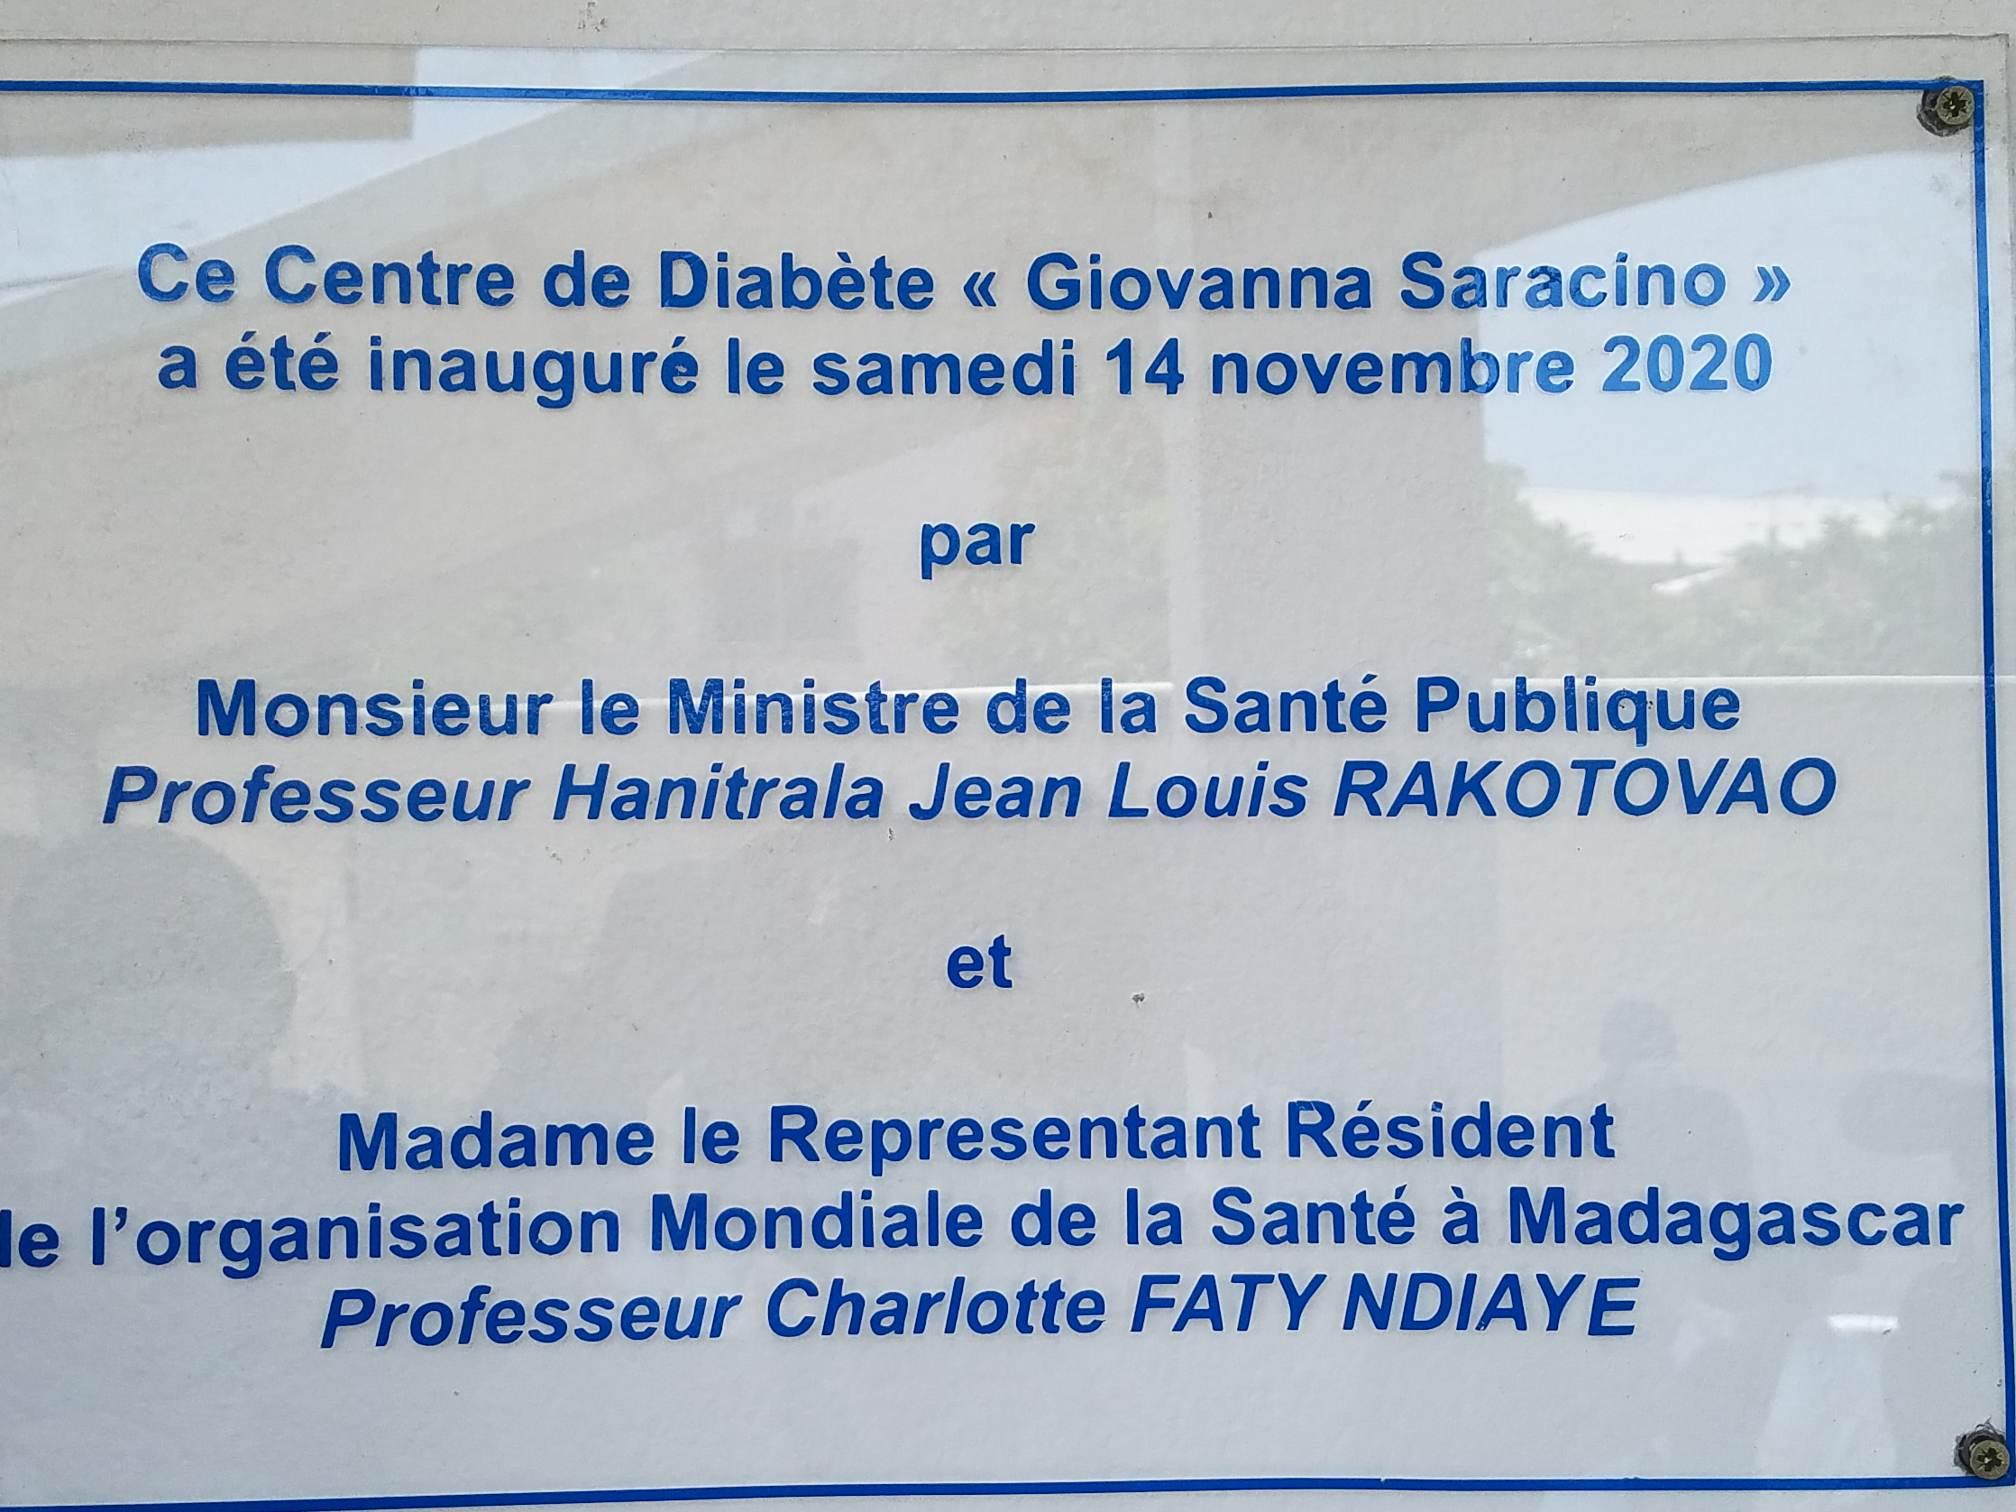 Ce Centre de Diabète « Giovanna Saracino »
a été inauguré le samedi 14 novembre 2020
par
Monsieur le Ministre de la Santé Publique
Professeur Hanitrala Jean Louis RAKOTOVAO
et
Madame le Representant Résident
de l’organisation Mondiale de la Santé à Madagascar
Professeur Charlotte FATY NDIAYE